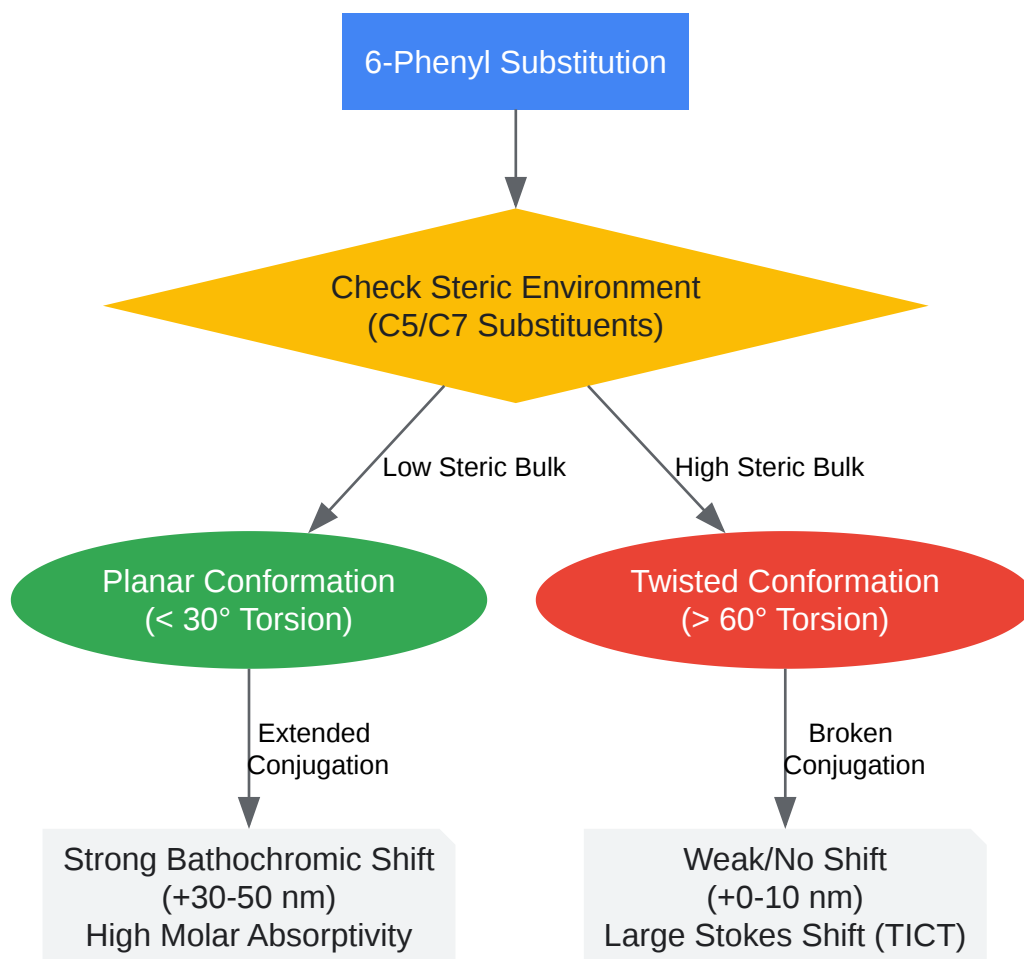 6-Phenyl Substitution
Check Steric Environment
(C5/C7 Substituents)
Low Steric Bulk
High Steric Bulk
Planar Conformation
(< 30° Torsion)
Twisted Conformation
(> 60° Torsion)
Extended
Conjugation
Broken
Conjugation
Strong Bathochromic Shift
(+30-50 nm)
High Molar Absorptivity
Weak/No Shift
(+0-10 nm)
Large Stokes Shift (TICT)